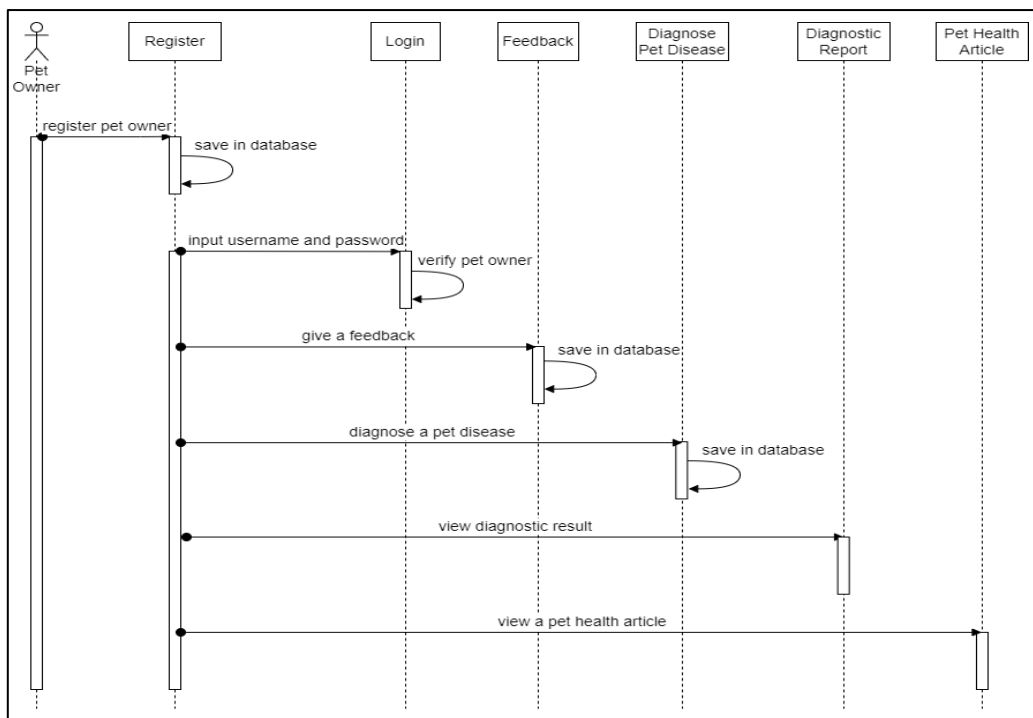 Pet
Owner
Register
Login
Feedback
Diagnose
Pet Disease
Diagnostic
Report
Pet Health
Article
register pet owner
save in database
input username and password
verify pet owner
give a feedback
save in database
diagnose a pet disease
save in database
view diagnostic result
view a pet health article